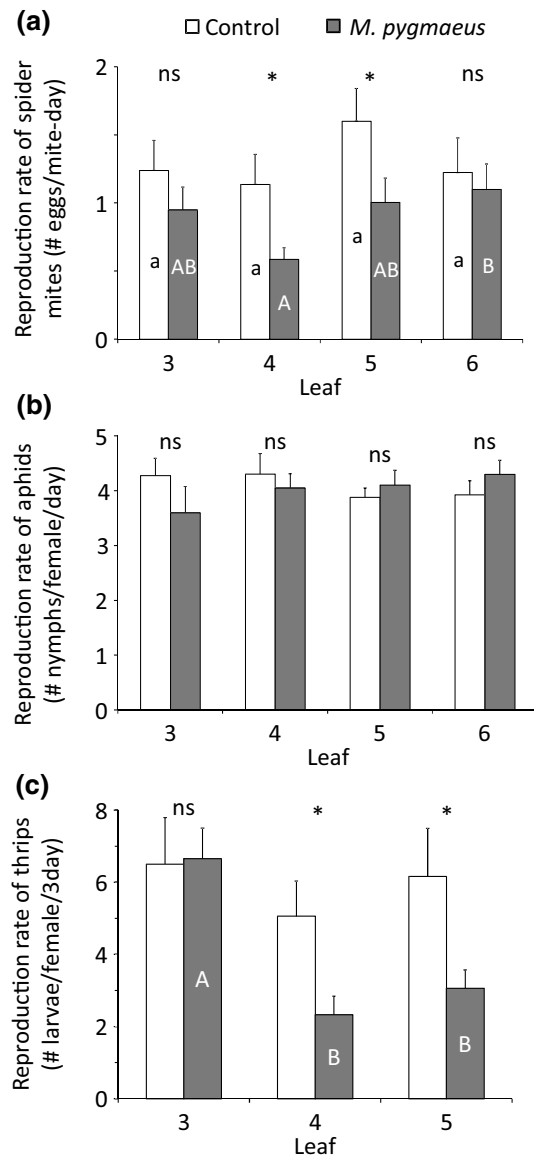 (a)
Control M. pygmaeus
Reproduction rate of spider
mites (# eggs/mite-day)
2
1
0
ns * * ns
a AB a A a AB a B
3 4 5 6
Leaf
(b)
Reproduction rate of aphids
(# nymphs/female/day)
5
4
3
2
1
0
ns ns ns ns
3 4 5 6
Leaf
(c)
Reproduction rate of thrips
(# larvae/female/3day)
8
6
4
2
0
ns * *
A B B
3 4 5
Leaf